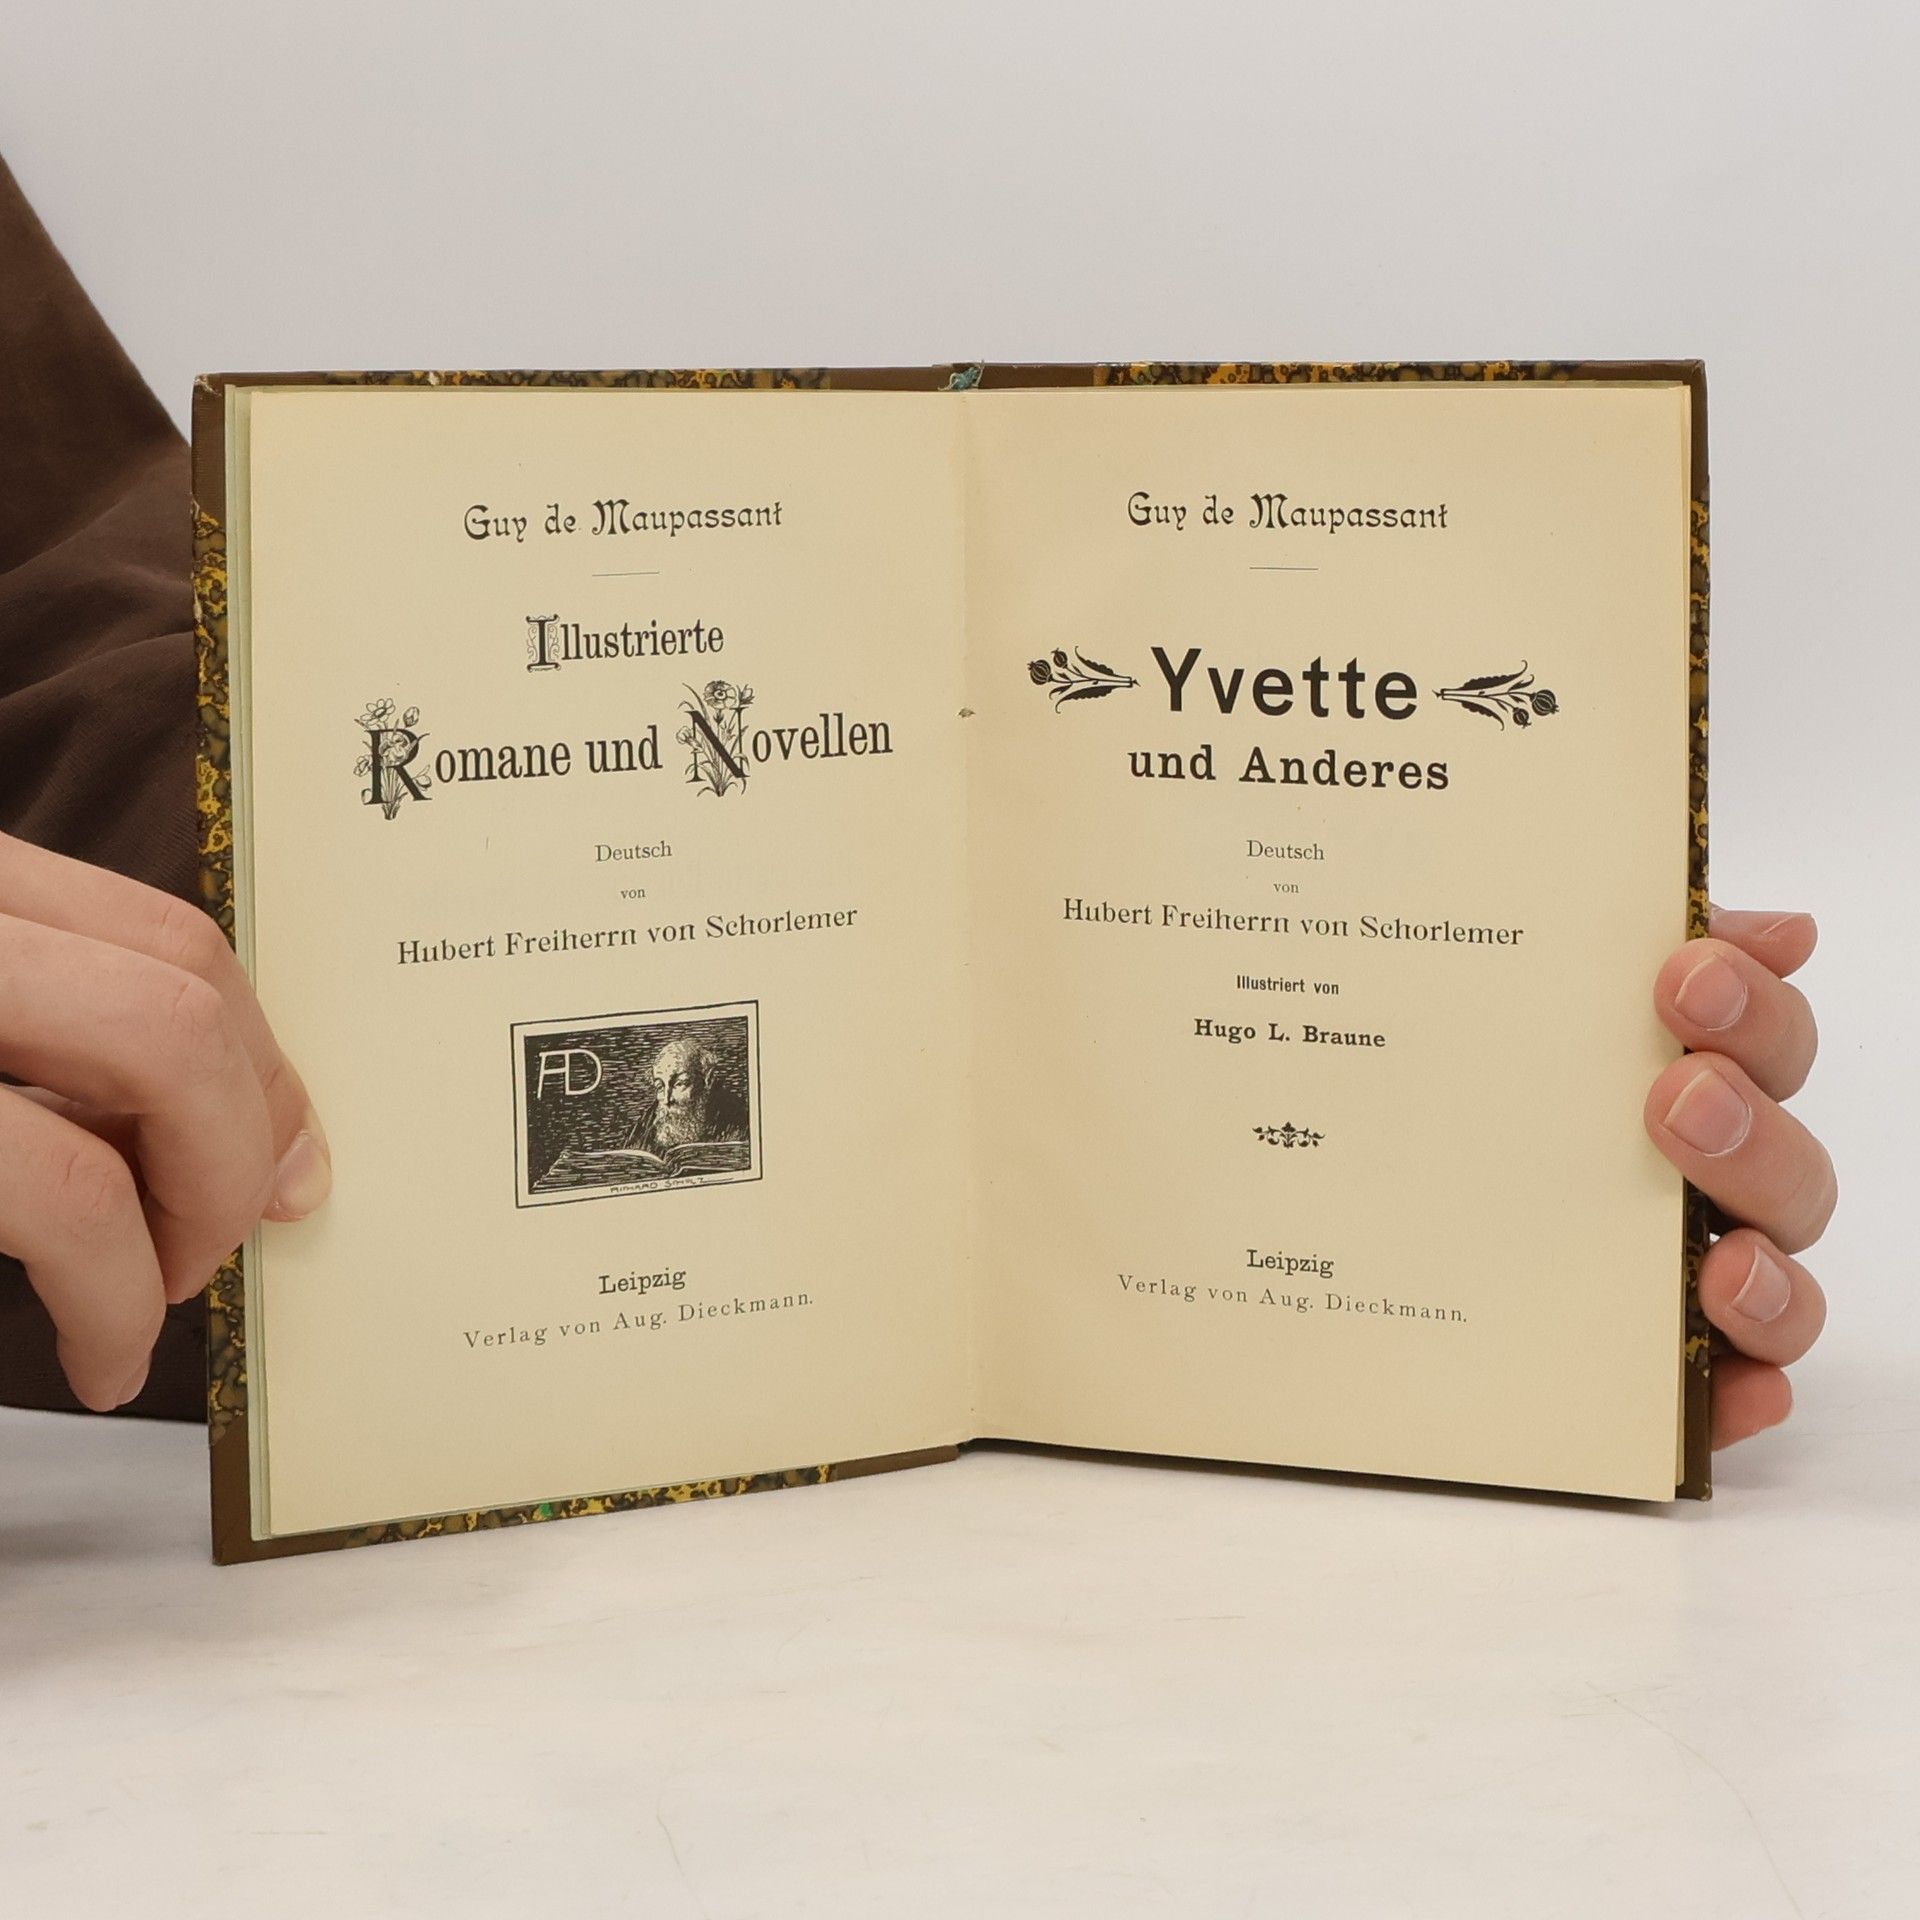 Guy de Maupassant
Illustrierte
Romane und Novellen
Deutsch
von
Hubert Freiherrn von Schorlemer
AD
RICHARD SCHOLZ
Leipzig
Verlag von Aug. Dieckmann.
Guy de Maupassant
Yvette
und Anderes
Deutsch
von
Hubert Freiherrn von Schorlemer
Illustriert von
Hugo L. Braune
Leipzig
Verlag von Aug. Dieckmann.